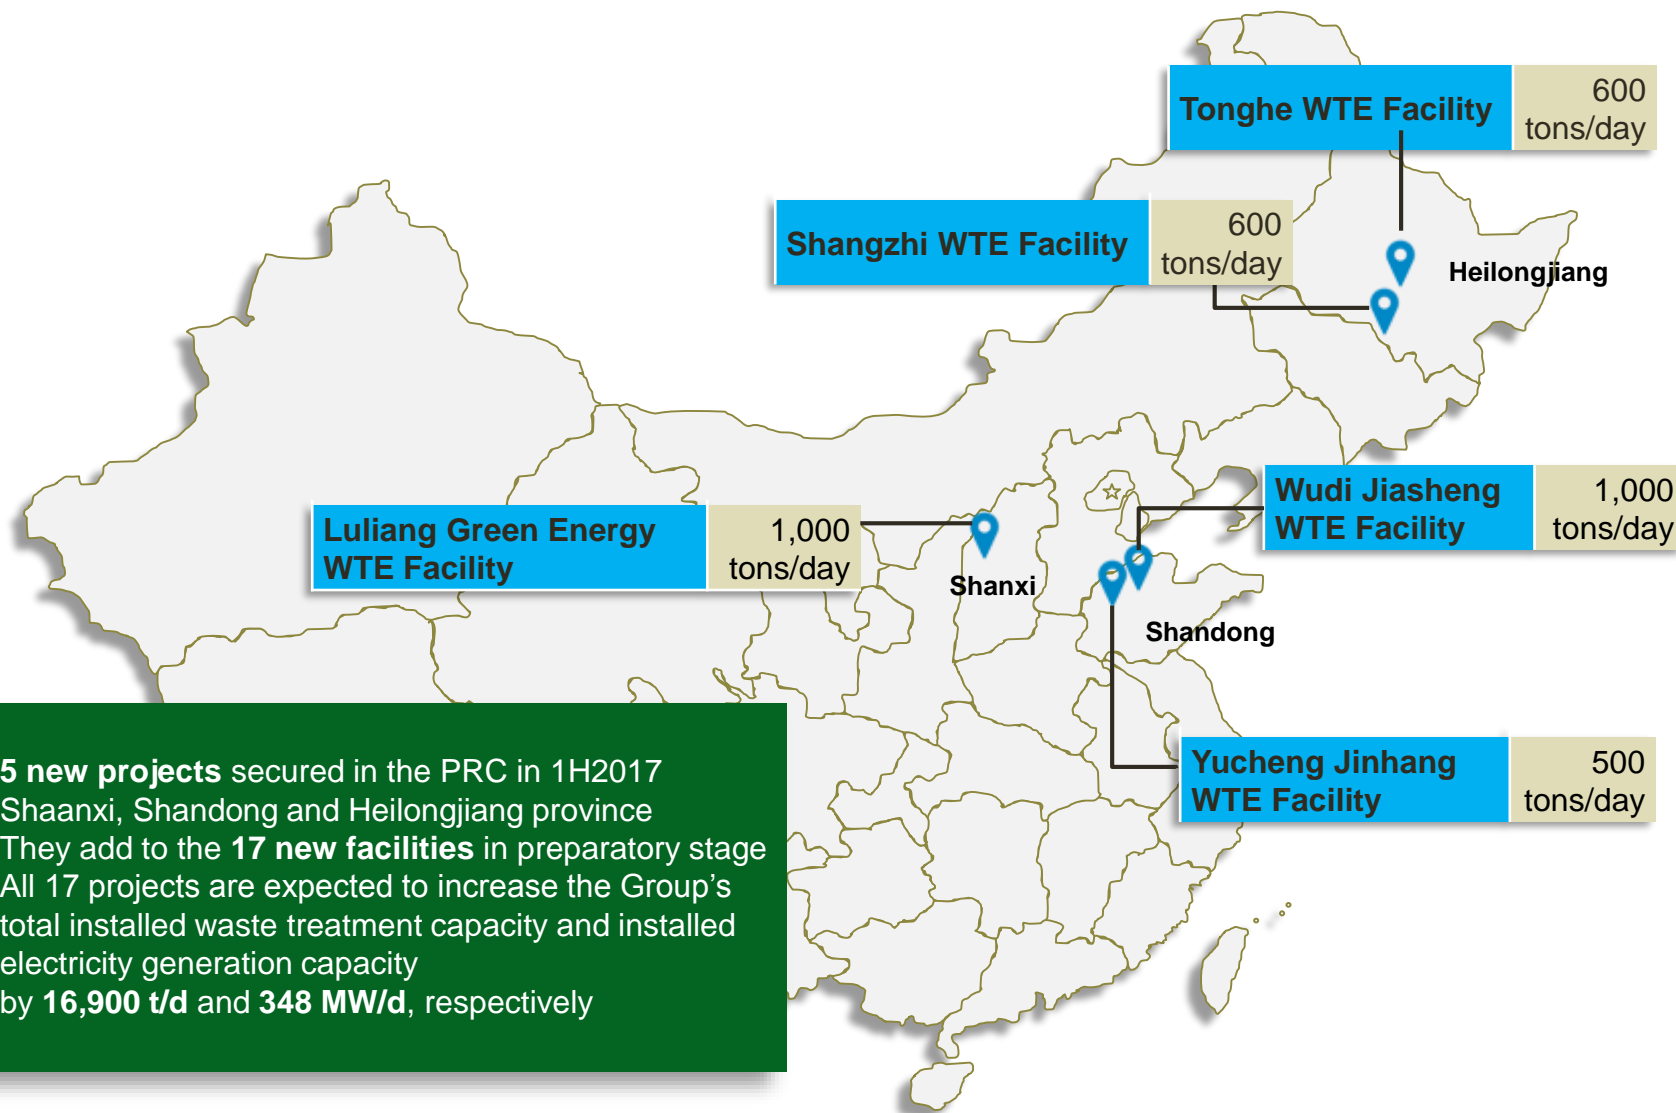 Tonghe WTE Facility
600
tons/day
Shangzhi WTE Facility
600
tons/day
Heilongjiang
Luliang Green Energy
WTE Facility
1,000
tons/day
Wudi Jiasheng
WTE Facility
1,000
tons/day
Shanxi
Shandong
Yucheng Jinhang
WTE Facility
500
tons/day
5 new projects secured in the PRC in 1H2017
Shaanxi, Shandong and Heilongjiang province
They add to the 17 new facilities in preparatory stage
All 17 projects are expected to increase the Group’s
total installed waste treatment capacity and installed
electricity generation capacity
by 16,900 t/d and 348 MW/d, respectively